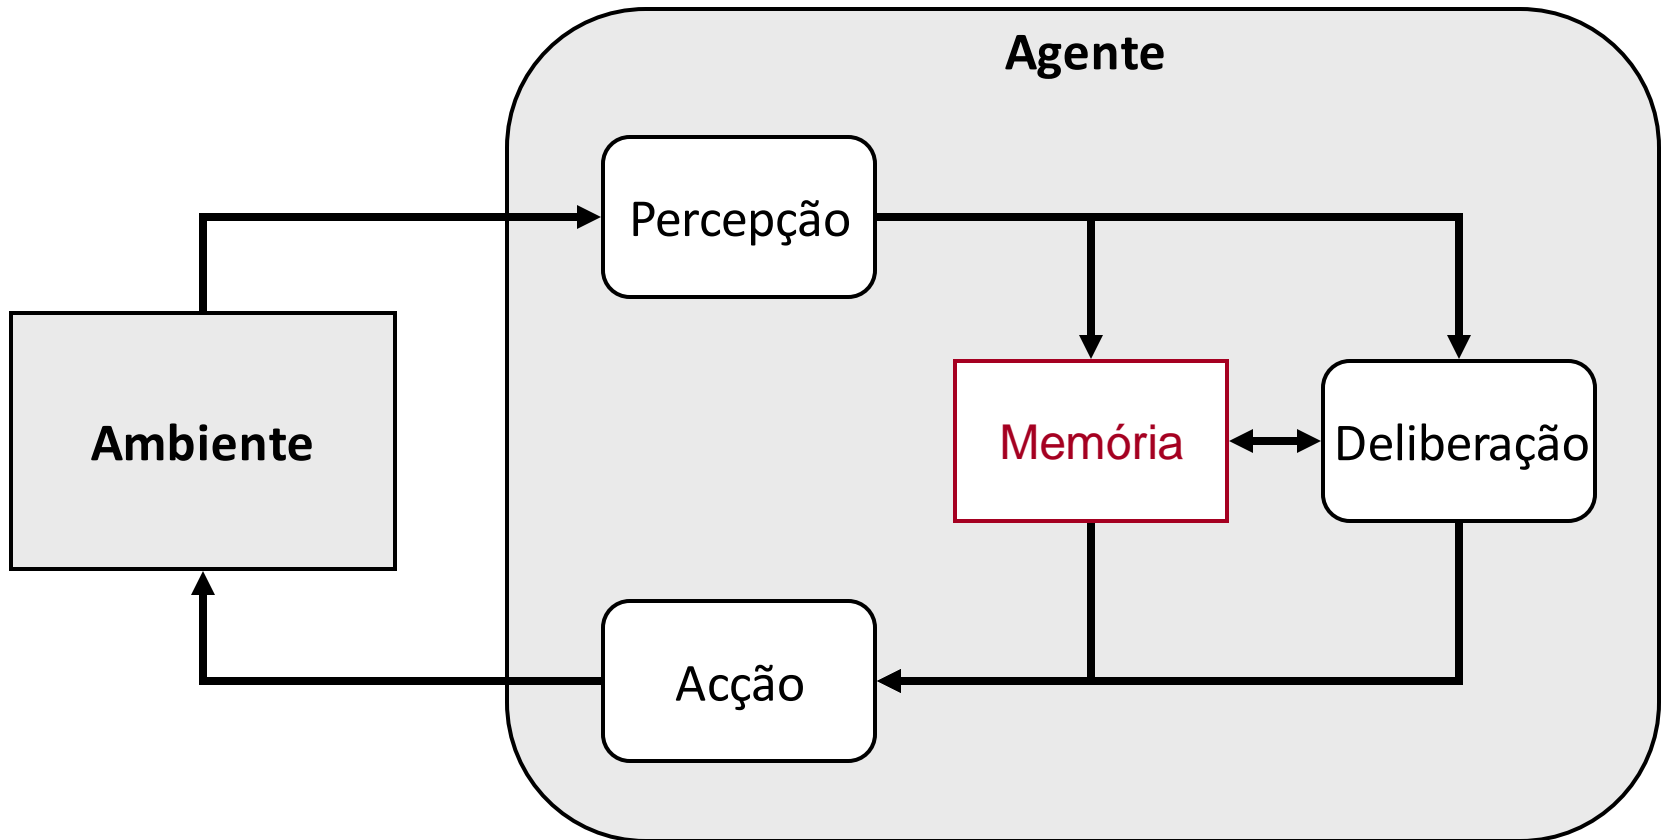 Agente
Percepção
Ambiente
Memória
Deliberação
Acção